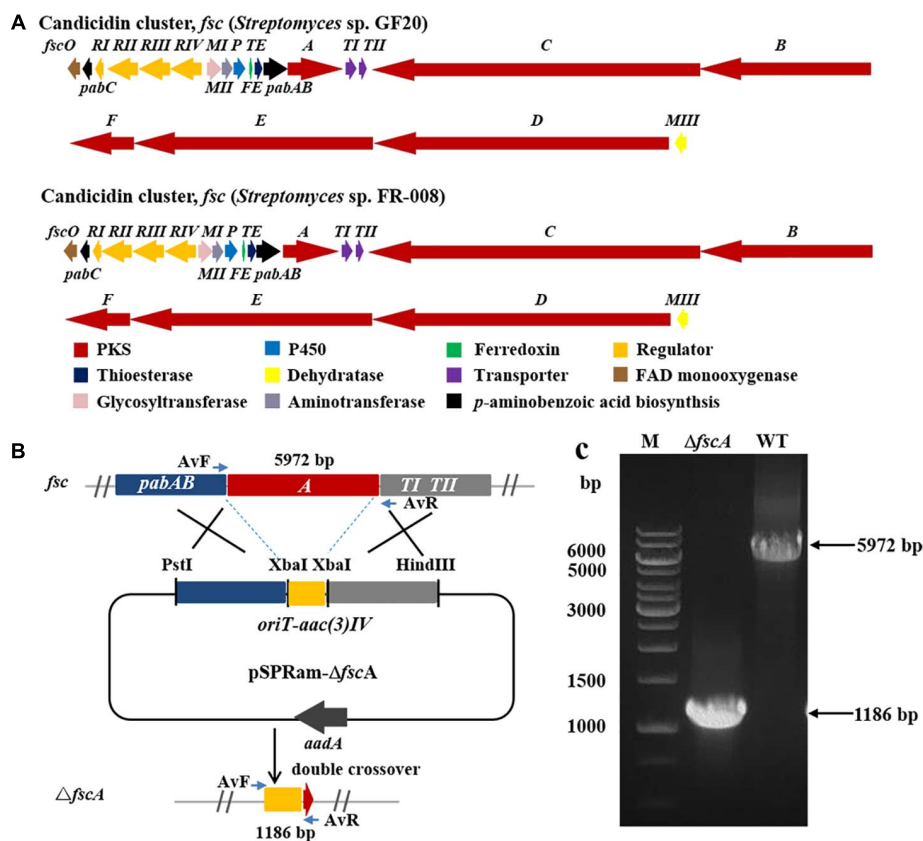 A
Candicidin cluster, fsc (Streptomyces sp. GF20)
fscO RI RII RIII RIV MI P TE A TI TII C B
pabC MII FE pabAB
F E D MIII
Candicidin cluster, fsc (Streptomyces sp. FR-008)
fscO RI RII RIII RIV MI P TE A TI TII C B
pabC MII FE pabAB
F E D MIII
PKS P450 Ferredoxin Regulator
Thioesterase Dehydratase Transporter FAD monooxygenase
Glycosyltransferase Aminotransferase p-aminobenzoic acid biosynthsis
B
AvF 5972 bp
fsc pabAB A TI TII
AvR
PstI XbaI XbaI HindIII
oriT-aac(3)IV
pSPRam-ΔfscA
aadA
double crossover
AvF
△fscA
AvR
1186 bp
c M ΔfscA WT
bp
6000 5972 bp
5000
3000
1500
1186 bp
1000